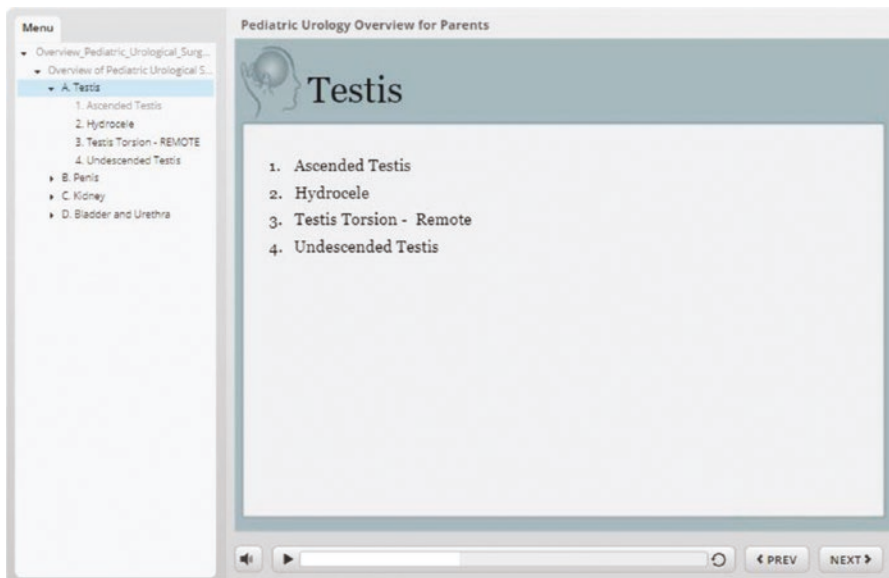 Menu
Overview_Pediatric_Urological_Surg...
Overview of Pediatric Urological S...
A. Testis
1. Ascended Testis
2. Hydrocele
3. Testis Torsion - REMOTE
4. Undescended Testis
B. Penis
C. Kidney
D. Bladder and Urethra
Pediatric Urology Overview for Parents
Testis
1. Ascended Testis
2. Hydrocele
3. Testis Torsion - Remote
4. Undescended Testis
PREV NEXT